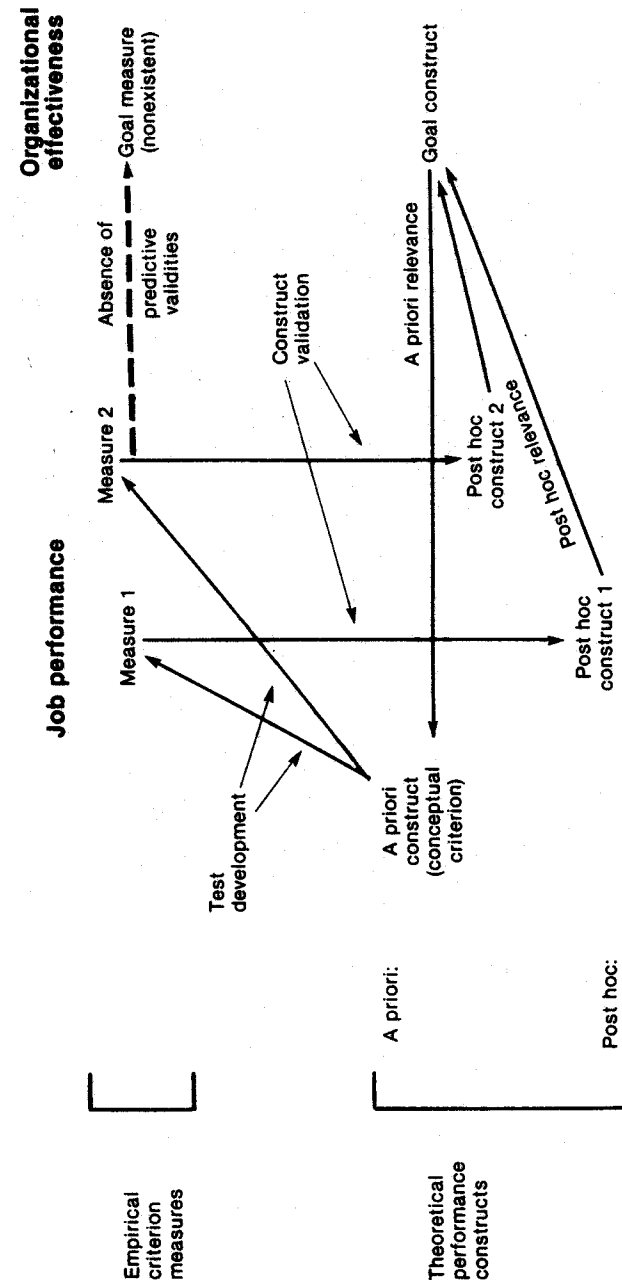 Job performance
Organizational
effectiveness
Empirical
criterion
measures
Measure 1
Measure 2
Absence of
predictive
validities
Goal measure
(nonexistent)
Test
development
Construct
validation
Theoretical
performance
constructs
A priori:
A priori
construct
(conceptual
criterion)
A priori relevance
Goal construct
Post hoc:
Post hoc
construct 1
Post hoc
construct 2
Post hoc relevance